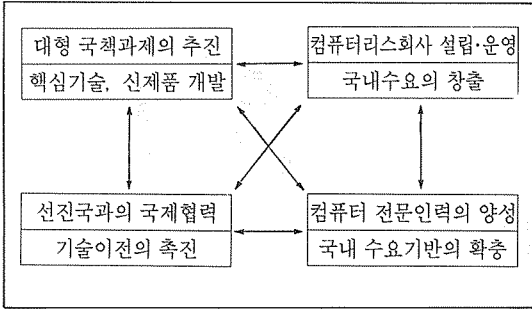 대형 국책과제의 추진
핵심기술, 신제품 개발
컴퓨터리스회사 설립·운영
국내수요의 창출
선진국과의 국제협력
기술이전의 촉진
컴퓨터 전문인력의 양성
국내 수요기반의 확충